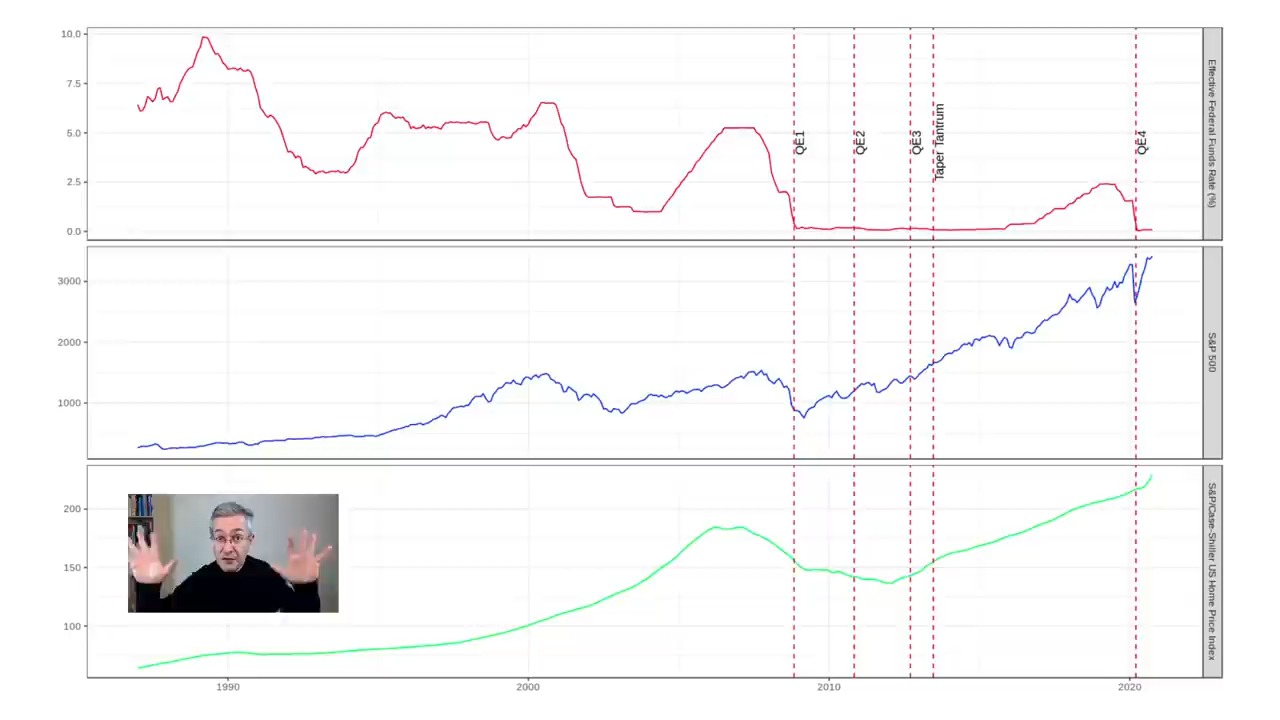 10.0
7.5
5.0
2.5
0.0
QE1
QE2
QE3
Taper Tantrum
QE4
Effective Federal Funds Rate (%)
3000
2000
1000
S&P 500
200
150
100
S&P/Case-Shiller US Home Price Index
1990
2000
2010
2020